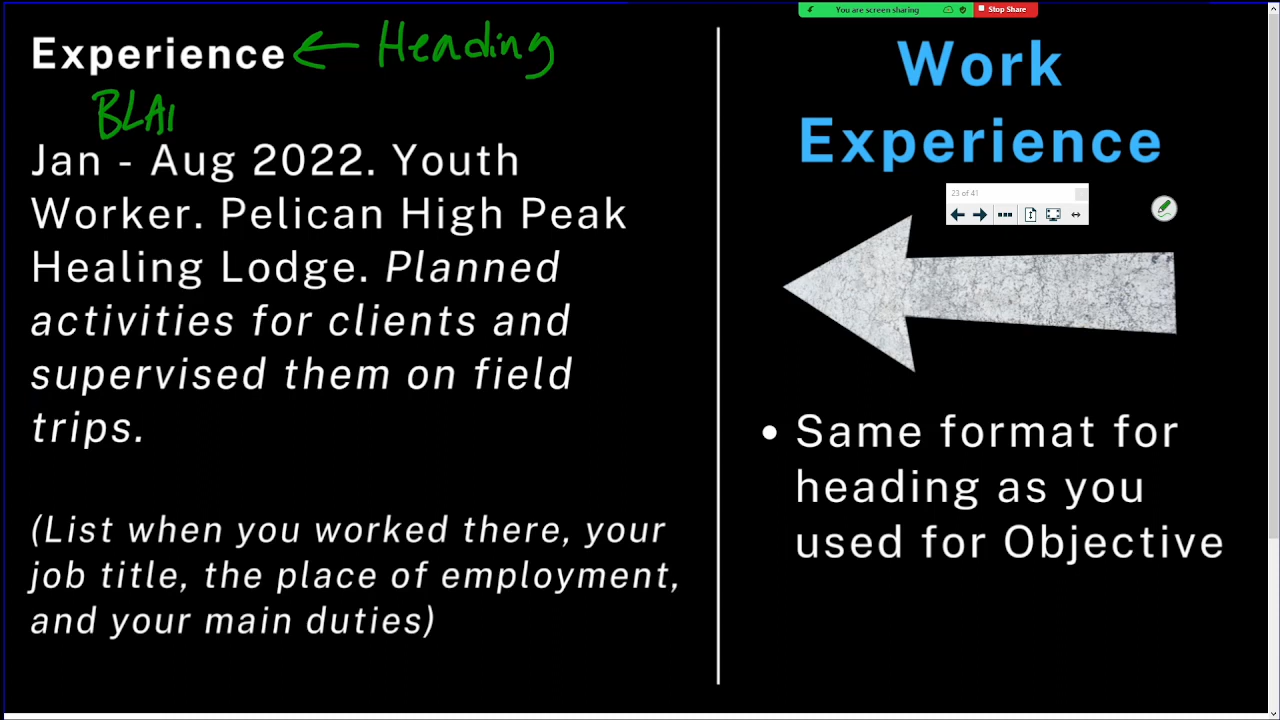 You are screen sharing
Stop Share
Experience ← Heading
BLAI
Jan - Aug 2022. Youth
Worker. Pelican High Peak
Healing Lodge. Planned
activities for clients and
supervised them on field
trips.
(List when you worked there, your
job title, the place of employment,
and your main duties)
Work
Experience
23 of 41
• Same format for
heading as you
used for Objective